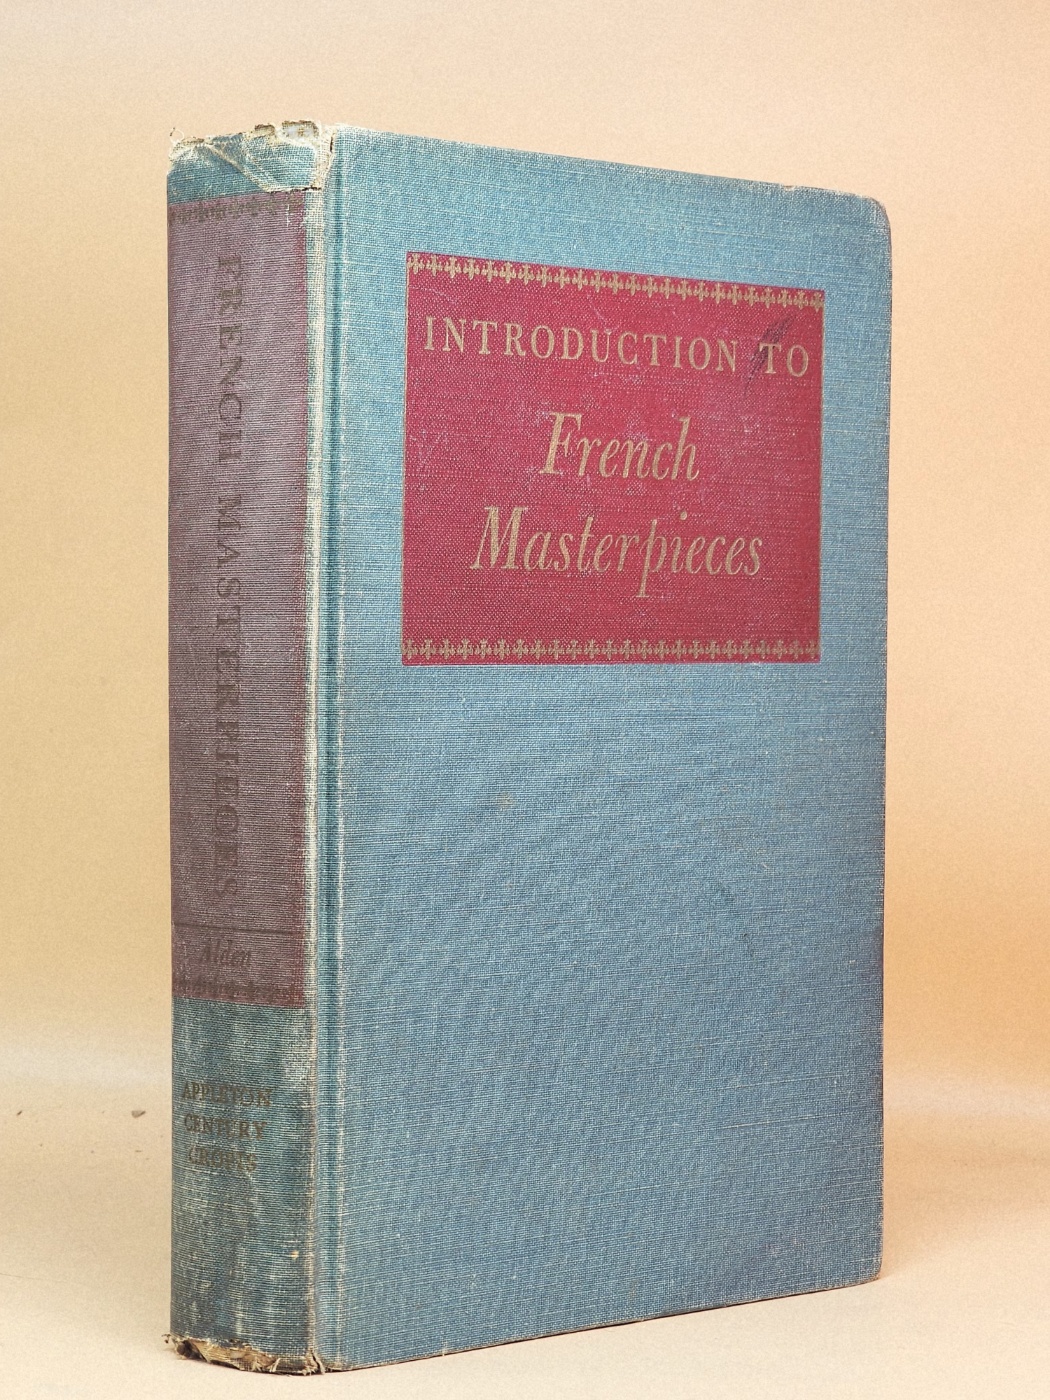 INTRODUCTION TO
French
Masterpieces
FRENCH MASTERPIECES
Alden
APPLETON
CENTURY
CROFTS